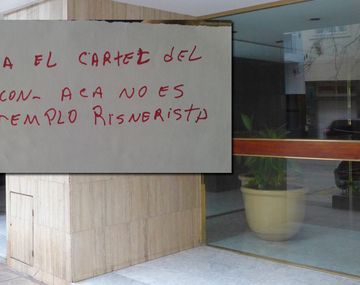 A EL CARTEL DEL
CON- ACA NO ES
TEMPLO RISNERISTA